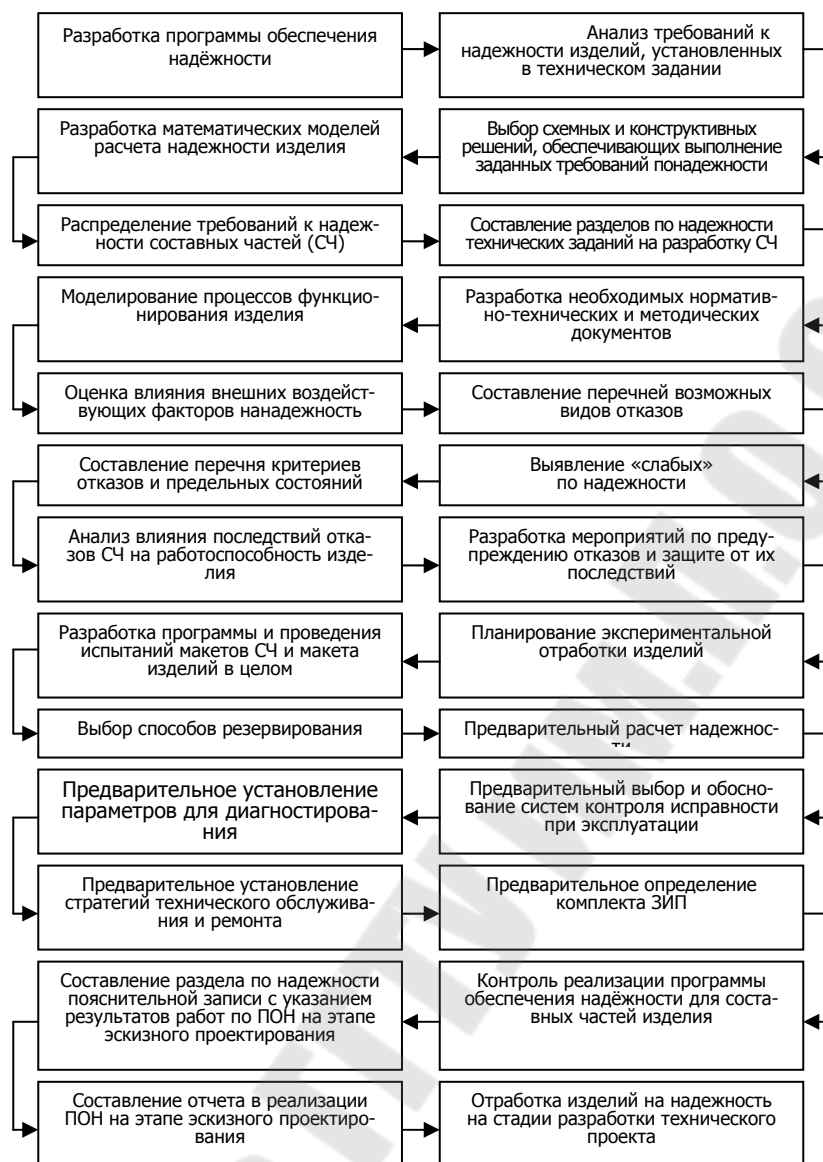 Разработка программы обеспечения
надёжности
Анализ требований к
надежности изделий, установленных
в техническом задании
Разработка математических моделей
расчета надежности изделия
Выбор схемных и конструктивных
решений, обеспечивающих выполнение
заданных требований понадежности
Распределение требований к надеж-
ности составных частей (СЧ)
Составление разделов по надежности
технических заданий на разработку СЧ
Моделирование процессов функцио-
нирования изделия
Разработка необходимых норматив-
но-технических и методических
документов
Оценка влияния внешних воздейст-
вующих факторов нанадежность
Составление перечней возможных
видов отказов
Составление перечня критериев
отказов и предельных состояний
Выявление «слабых»
по надежности
Анализ влияния последствий отка-
зов СЧ на работоспособность изде-
лия
Разработка мероприятий по преду-
преждению отказов и защите от их
последствий
Разработка программы и проведения
испытаний макетов СЧ и макета
изделий в целом
Планирование экспериментальной
отработки изделий
Выбор способов резервирования
Предварительный расчет надежнос-
ти
Предварительное установление
параметров для диагностирова-
ния
Предварительный выбор и обосно-
вание систем контроля исправности
при эксплуатации
Предварительное установление
стратегий технического обслужива-
ния и ремонта
Предварительное определение
комплекта ЗИП
Составление раздела по надежности
пояснительной записи с указанием
результатов работ по ПОН на этапе
эскизного проектирования
Контроль реализации программы
обеспечения надёжности для соста-
вных частей изделия
Составление отчета в реализации
ПОН на этапе эскизного проектиро-
вания
Отработка изделий на надежность
на стадии разработки технического
проекта